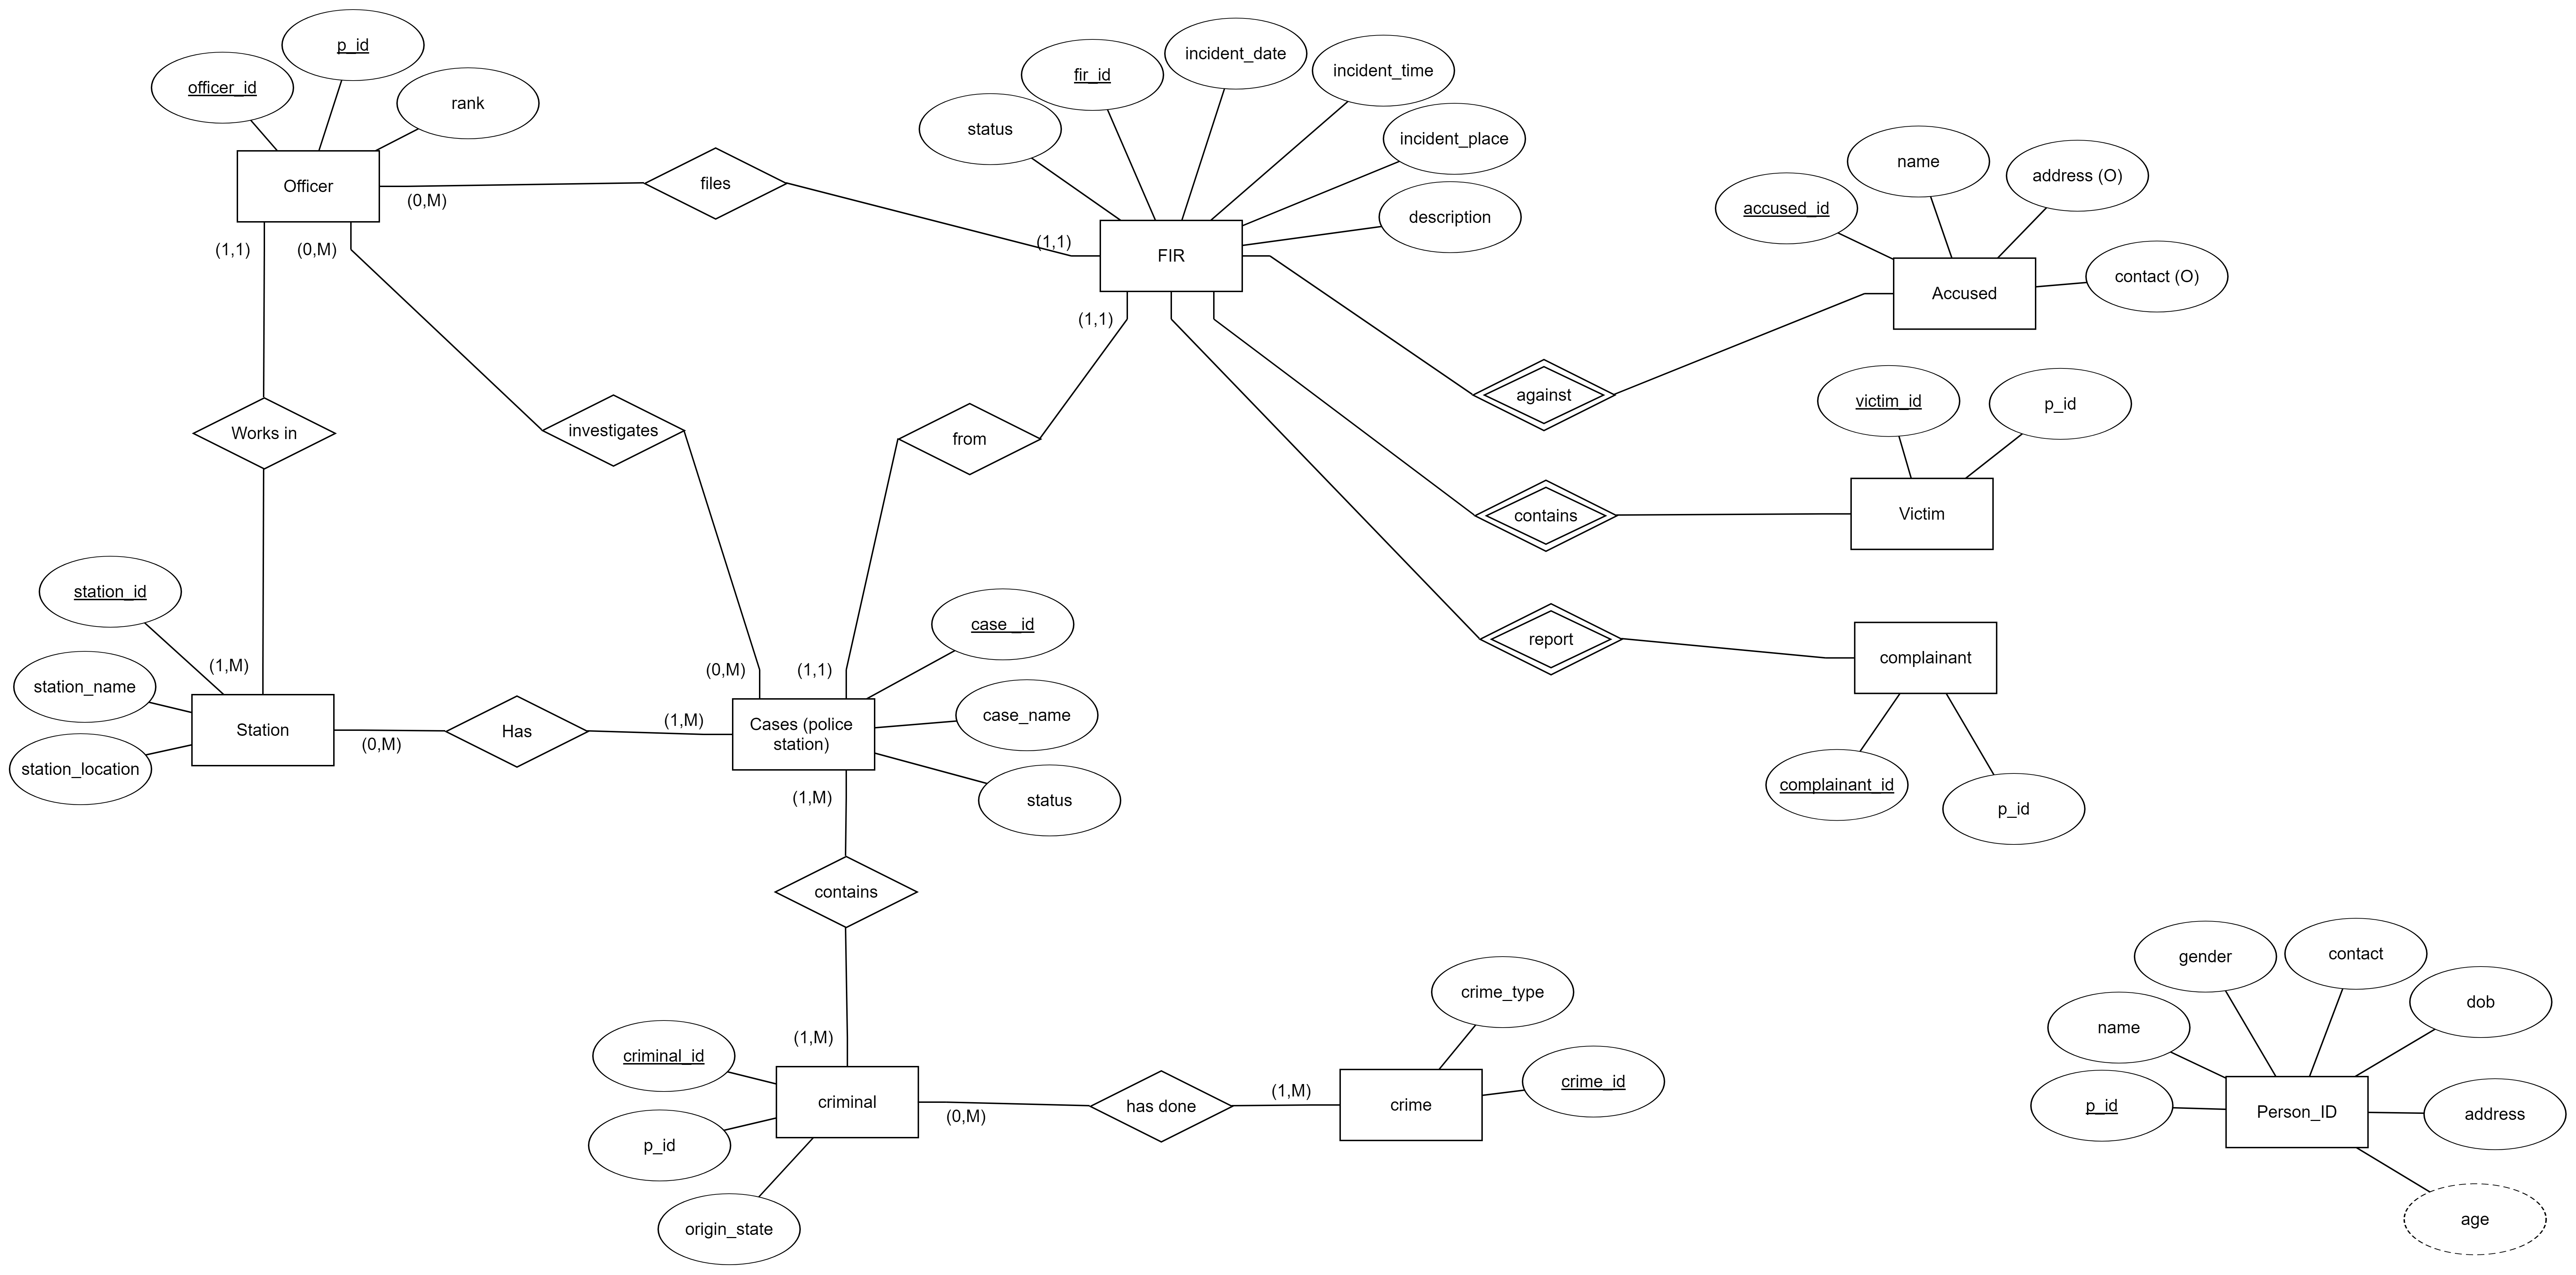 p_id
officer_id
rank
Officer
(0,M)
(1,1)
(0,M)
files
incident_date
fir_id
incident_time
status
incident_place
description
(1,1)
FIR
(1,1)
name
address (O)
accused_id
contact (O)
Accused
against
victim_id
p_id
Victim
contains
report
complainant
complainant_id
p_id
Works in
investigates
from
station_id
station_name
station_location
(1,M)
Station
(0,M)
Has
(1,M)
(0,M)
(1,1)
case _id
case_name
status
Cases (police
station)
(1,M)
contains
(1,M)
criminal_id
p_id
origin_state
criminal
(0,M)
has done
(1,M)
crime_type
crime_id
crime
gender
contact
name
dob
p_id
Person_ID
address
age